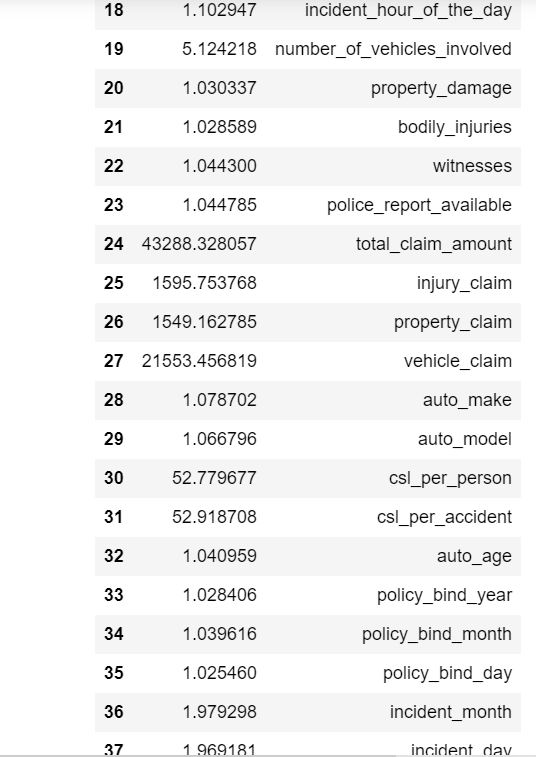 18 1.102947 incident_hour_of_the_day
19 5.124218 number_of_vehicles_involved
20 1.030337 property_damage
21 1.028589 bodily_injuries
22 1.044300 witnesses
23 1.044785 police_report_available
24 43288.328057 total_claim_amount
25 1595.753768 injury_claim
26 1549.162785 property_claim
27 21553.456819 vehicle_claim
28 1.078702 auto_make
29 1.066796 auto_model
30 52.779677 csl_per_person
31 52.918708 csl_per_accident
32 1.040959 auto_age
33 1.028406 policy_bind_year
34 1.039616 policy_bind_month
35 1.025460 policy_bind_day
36 1.979298 incident_month
37 1.969181 incident_day